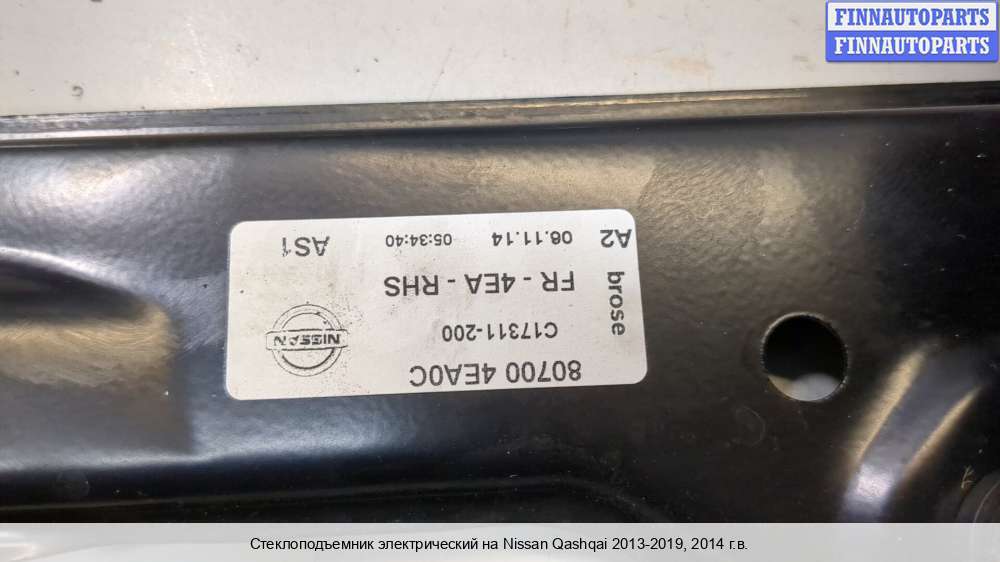 FINNAUTOPARTS
FINNAUTOPARTS
80700 4EA0C
C17311-200
NISSAN
brose
FR - 4EA - RHS
A2 06.11.14 05:34:40 AS1
Стеклоподъемник электрический на Nissan Qashqai 2013-2019, 2014 г.в.